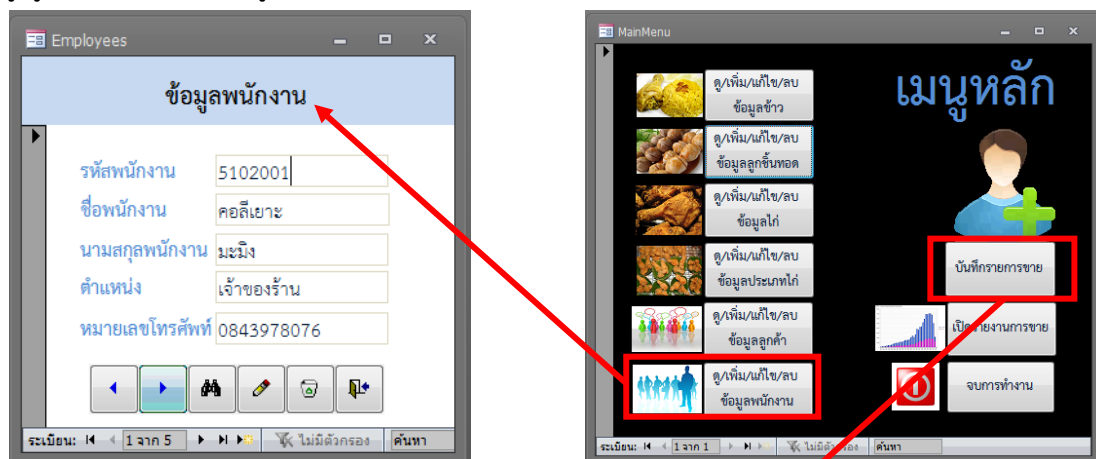 Employees
ข้อมูลพนักงาน
รหัสพนักงาน 5102001
ชื่อพนักงาน คอลีเยาะ
นามสกุลพนักงาน มะมิง
ตำแหน่ง เจ้าของร้าน
หมายเลขโทรศัพท์ 0843978076
ระเบียน: 1 จาก 5 ไม่มีตัวกรอง ค้นหา
MainMenu
เมนูหลัก
ดู/เพิ่ม/แก้ไข/ลบ
ข้อมูลข้าว
ดู/เพิ่ม/แก้ไข/ลบ
ข้อมูลลูกชิ้นทอด
ดู/เพิ่ม/แก้ไข/ลบ
ข้อมูลไก่
ดู/เพิ่ม/แก้ไข/ลบ
ข้อมูลประเภทไก่
ดู/เพิ่ม/แก้ไข/ลบ
ข้อมูลลูกค้า
ดู/เพิ่ม/แก้ไข/ลบ
ข้อมูลพนักงาน
บันทึกรายการขาย
เปิดรายงานการขาย
จบการทำงาน
ระเบียน: 1 จาก 1 ไม่มีตัวกรอง ค้นหา